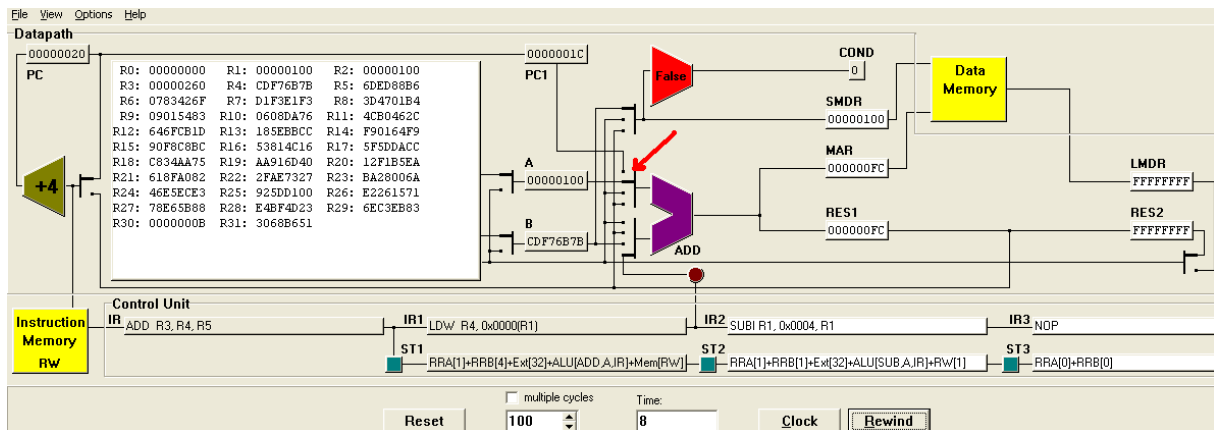 File View Options Help
Datapath
00000020
PC
0000001C
PC1
R0: 00000000 R1: 00000100 R2: 00000100
R3: 00000260 R4: CDF76B7B R5: 6DED88B6
R6: 0783426F R7: D1F3E1F3 R8: 3D4701B4
R9: 09015483 R10: 0608DA76 R11: 4CB0462C
R12: 646FCB1D R13: 185EBBCC R14: F90164F9
R15: 90F8C8BC R16: 53814C16 R17: 5F5DDACC
R18: C834AA75 R19: AA916D40 R20: 12F1B5EA
R21: 618FA082 R22: 2FAE7327 R23: BA28006A
R24: 46E5ECE3 R25: 925DD100 R26: E2261571
R27: 78E65B88 R28: E4BF4D23 R29: 6EC3EB83
R30: 0000000B R31: 3068B651
+4
A
00000100
B
CDF76B7B
False
ADD
COND
0
SMDR
00000100
MAR
000000FC
RES1
000000FC
Data
Memory
LMDR
FFFFFFFF
RES2
FFFFFFFF
Control Unit
Instruction
Memory
RW
IR ADD R3, R4, R5
IR1 LDW R4, 0x0000(R1)
IR2 SUBI R1, 0x0004, R1
IR3 NOP
ST1 RRA[1]+RRB[4]+Ext[32]+ALU[ADD,A,IR]+Mem[RW]
ST2 RRA[1]+RRB[1]+Ext[32]+ALU[SUB,A,IR]+RW[1]
ST3 RRA[0]+RRB[0]
multiple cycles
Time:
Reset
100
8
Clock
Rewind